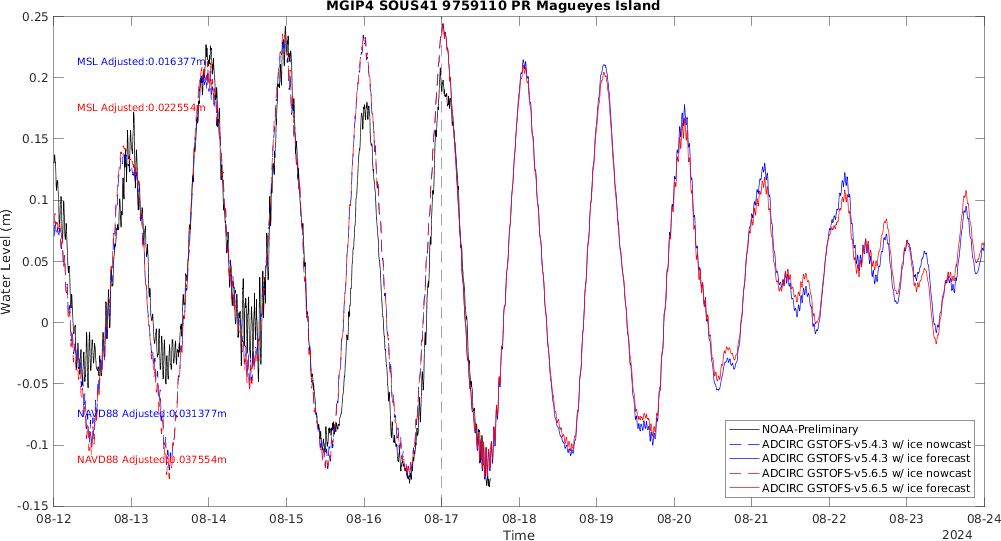 MGIP4 SOUS41 9759110 PR Magueyes Island
0.25
0.2
0.15
0.1
0.05
0
-0.05
-0.1
-0.15
Water Level (m)
MSL Adjusted:0.016377m
MSL Adjusted:0.022554m
NAVD88 Adjusted:0.031377m
NAVD88 Adjusted:0.037554m
NOAA-Preliminary
ADCIRC GSTOFS-v5.4.3 w/ ice nowcast
ADCIRC GSTOFS-v5.4.3 w/ ice forecast
ADCIRC GSTOFS-v5.6.5 w/ ice nowcast
ADCIRC GSTOFS-v5.6.5 w/ ice forecast
08-12 08-13 08-14 08-15 08-16 08-17 08-18 08-19 08-20 08-21 08-22 08-23 08-24
Time
2024